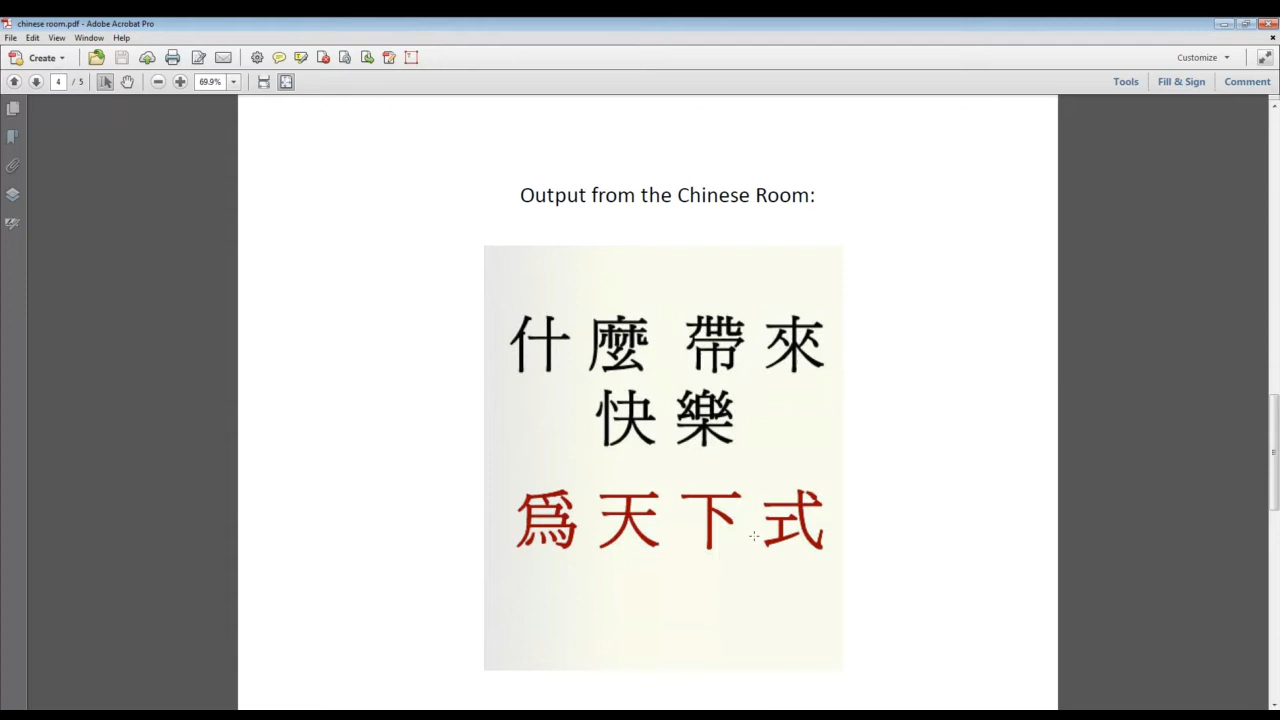 chinese room.pdf - Adobe Acrobat Pro
File Edit View Window Help
Create Customize
4 / 5 69.9% Tools Fill & Sign Comment
Output from the Chinese Room:
什麼 帶來
快樂
爲天下式